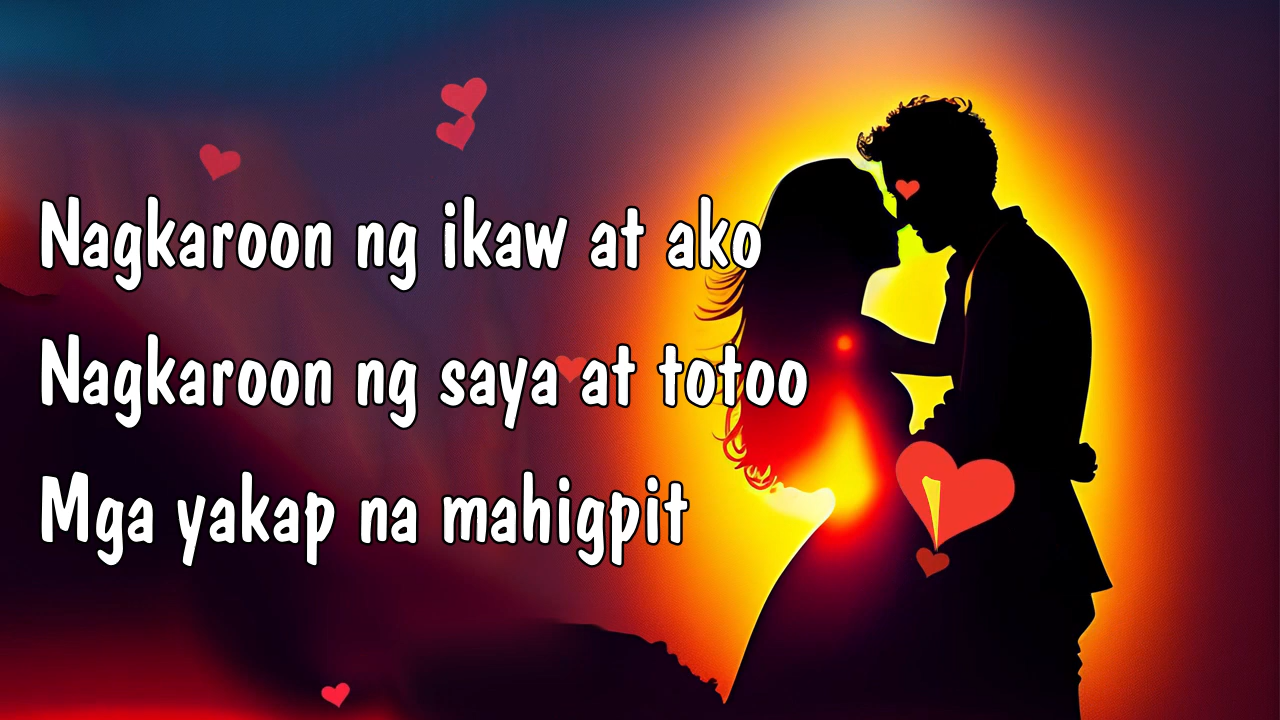 Nagkaroon ng ikaw at ako
Nagkaroon ng saya at totoo
Mga yakap na mahigpit